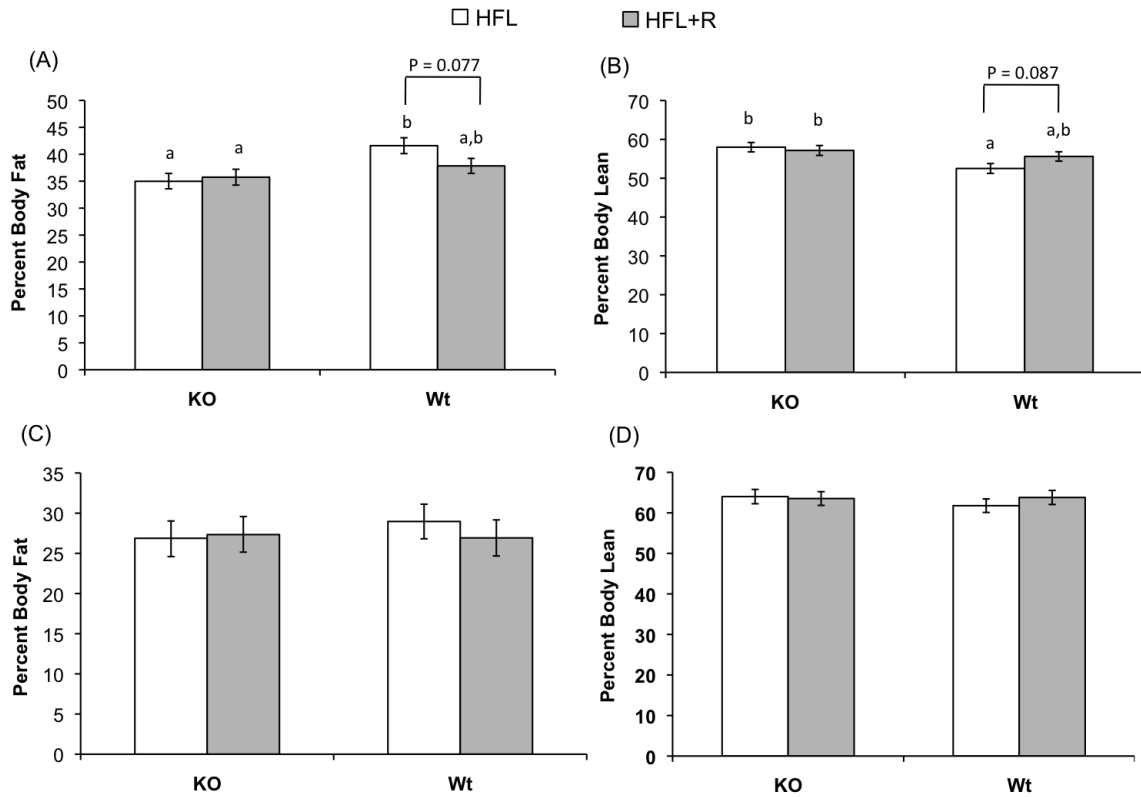 HFL HFL+R
(A)
P = 0.077
Percent Body Fat
50
45
40
35
30
25
20
15
10
5
0
a a b a,b
KO Wt
(B)
P = 0.087
Percent Body Lean
70
60
50
40
30
20
10
0
b b a a,b
KO Wt
(C)
Percent Body Fat
35
30
25
20
15
10
5
0
KO Wt
(D)
Percent Body Lean
70
60
50
40
30
20
10
0
KO Wt